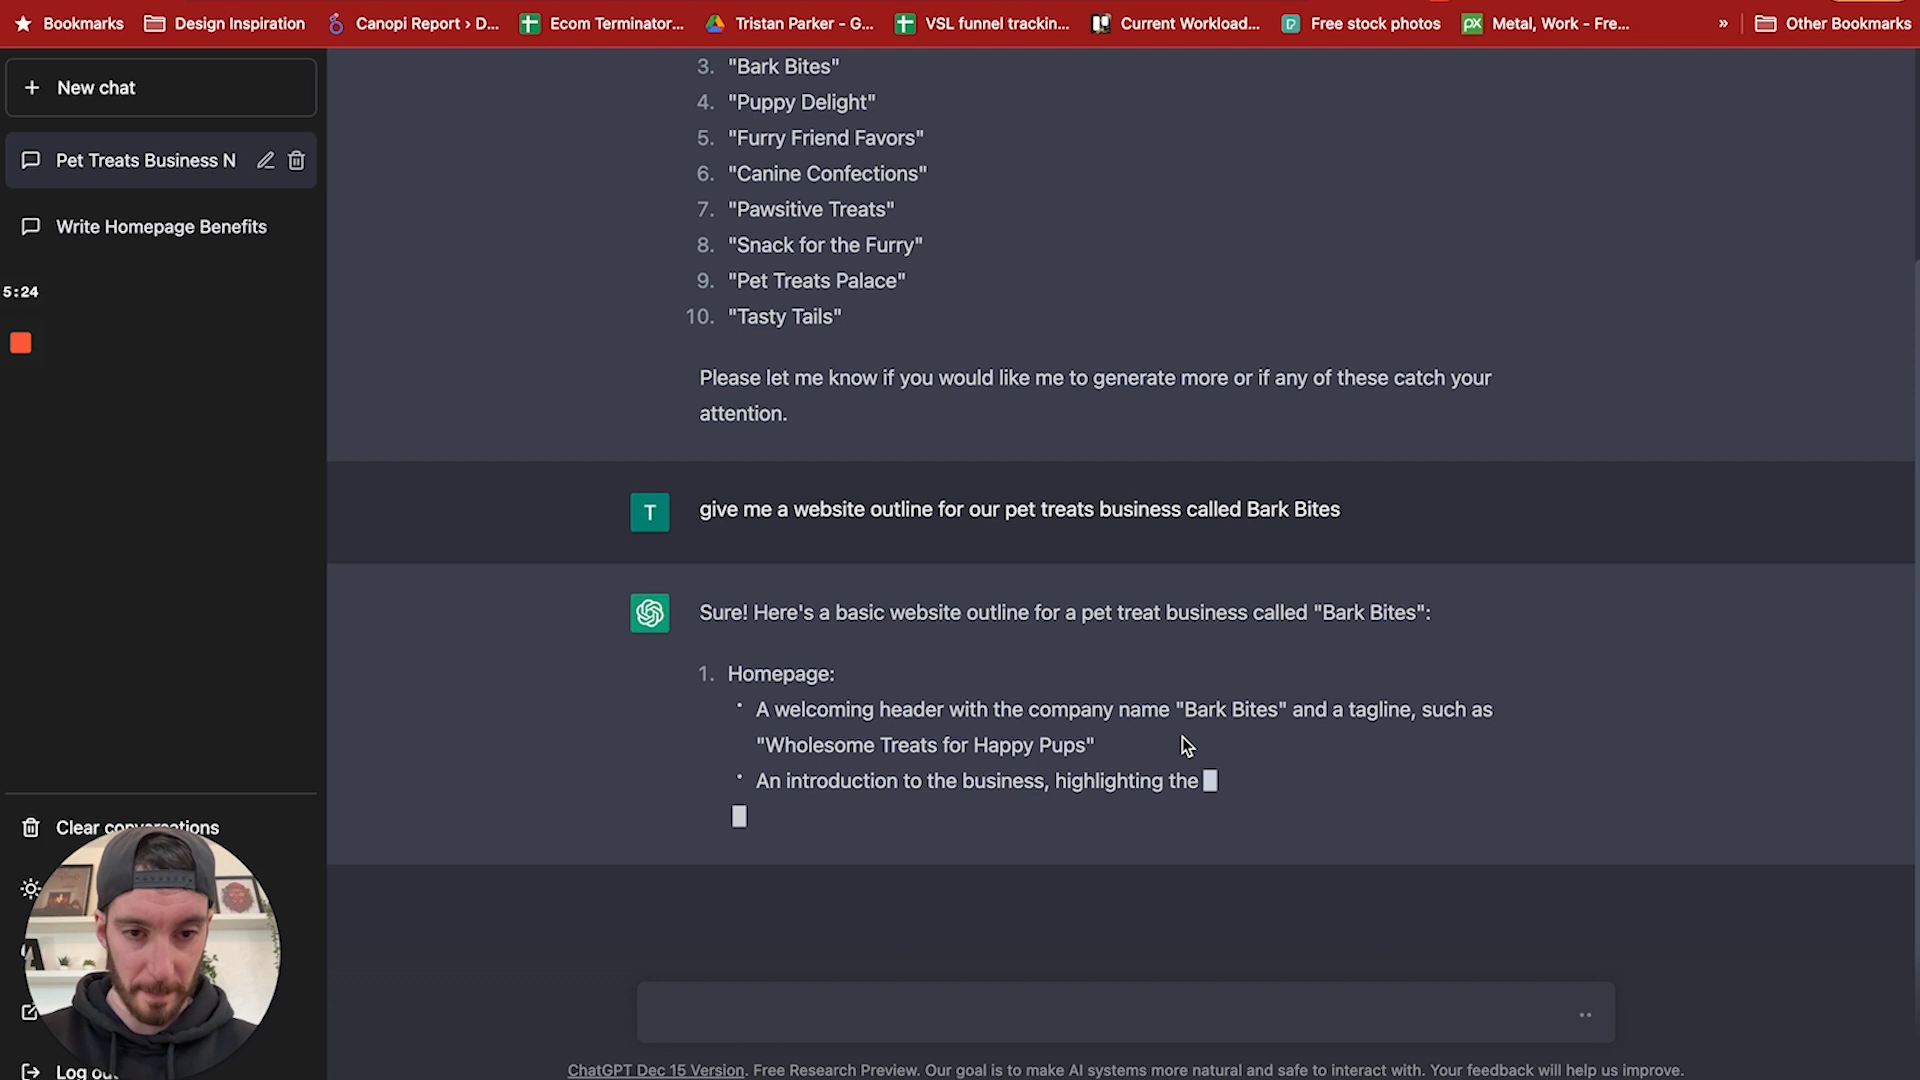 Bookmarks
Design Inspiration
Canopi Report › D...
Ecom Terminator...
Tristan Parker - G...
VSL funnel trackin...
Current Workload...
Free stock photos
Metal, Work - Fre...
»
Other Bookmarks
+ New chat
Pet Treats Business N
Write Homepage Benefits
5:24
3. "Bark Bites"
4. "Puppy Delight"
5. "Furry Friend Favors"
6. "Canine Confections"
7. "Pawsitive Treats"
8. "Snack for the Furry"
9. "Pet Treats Palace"
10. "Tasty Tails"
Please let me know if you would like me to generate more or if any of these catch your
attention.
T
give me a website outline for our pet treats business called Bark Bites
Sure! Here's a basic website outline for a pet treat business called "Bark Bites":
1. Homepage:
• A welcoming header with the company name "Bark Bites" and a tagline, such as
"Wholesome Treats for Happy Pups"
• An introduction to the business, highlighting the
Clear conversations
Log out
ChatGPT Dec 15 Version. Free Research Preview. Our goal is to make AI systems more natural and safe to interact with. Your feedback will help us improve.